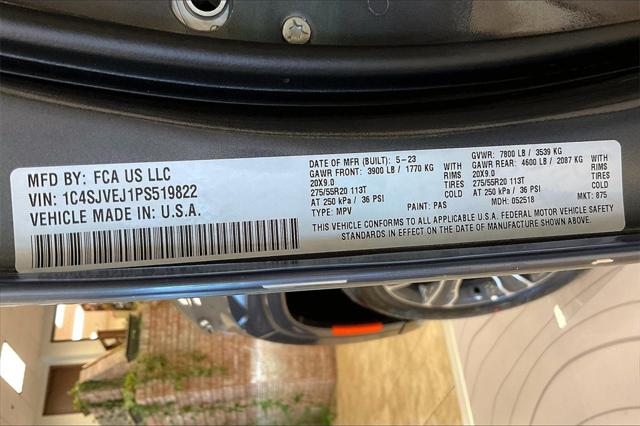 MFD BY: FCA US LLC
VIN: 1C4SJVEJ1PS519822
VEHICLE MADE IN: U.S.A.
DATE OF MFR (BUILT): 5-23
GAWR FRONT: 3900 LB / 1770 KG WITH
20X9.0 RIMS
275/55R20 113T TIRES
AT 250 kPa / 36 PSI COLD
TYPE: MPV PAINT: PAS
GVWR: 7800 LB / 3539 KG
GAWR REAR: 4600 LB / 2087 KG WITH
20X9.0 RIMS
275/55R20 113T TIRES
AT 250 kPa / 36 PSI COLD
MDH: 052518 MKT: 875
THIS VEHICLE CONFORMS TO ALL APPLICABLE U.S.A. FEDERAL MOTOR VEHICLE SAFETY
STANDARDS IN EFFECT ON THE DATE OF MANUFACTURE SHOWN ABOVE.